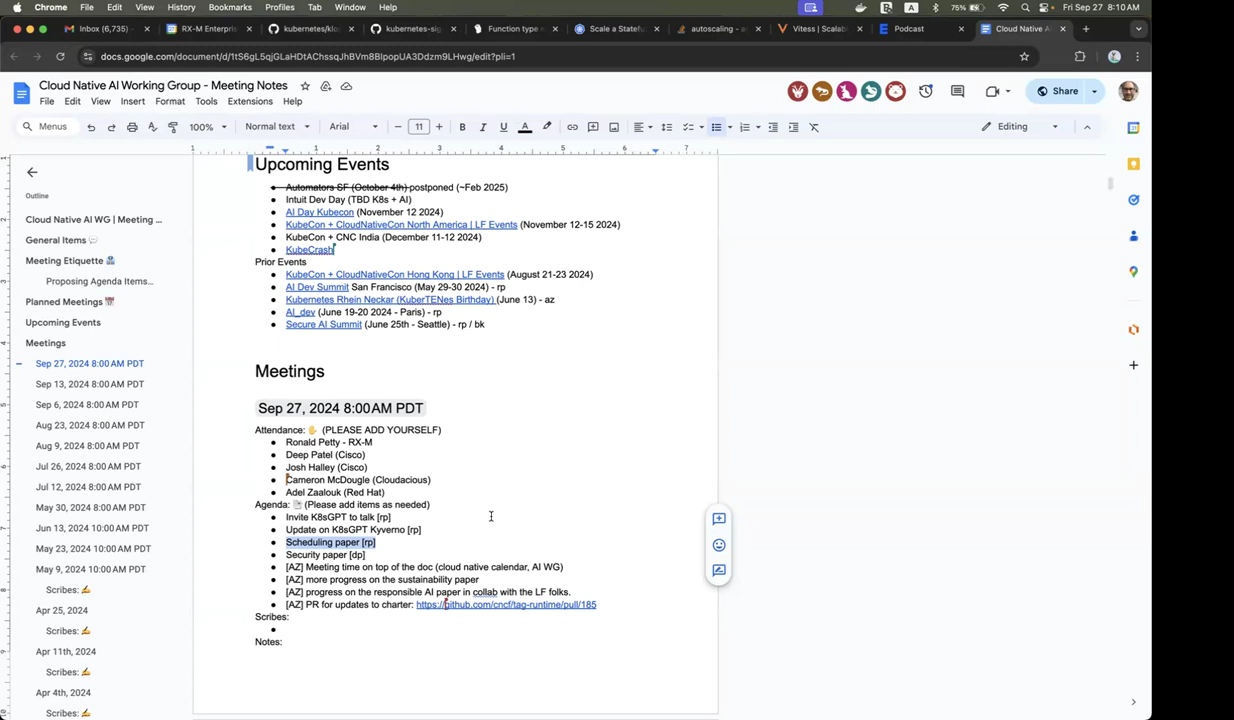 Chrome File Edit View History Bookmarks Profiles Tab Window Help 75% Fri Sep 27 8:10 AM
Inbox (6,735) RX-M Enterpris kubernetes/klo kubernetes-sig Function type Scale a Statefu autoscaling Vitess | Scalab Podcast Cloud Native A
docs.google.com/document/d/1tS6gL5qjGLaHDtAChssqJhBVm8BlpopUA3Ddzm9LHwg/edit?pli=1
Cloud Native AI Working Group - Meeting Notes
File Edit View Insert Format Tools Extensions Help
Share
Menus 100% Normal text Arial 11 Editing
1 1 2 3 4 5 6 7
Outline
Cloud Native AI WG | Meeting ...
General Items
Meeting Etiquette
Proposing Agenda Items...
Planned Meetings
Upcoming Events
Meetings
Sep 27, 2024 8:00 AM PDT
Sep 13, 2024 8:00 AM PDT
Sep 6, 2024 8:00 AM PDT
Aug 23, 2024 8:00 AM PDT
Aug 9, 2024 8:00 AM PDT
Jul 26, 2024 8:00 AM PDT
Jul 12, 2024 8:00 AM PDT
May 30, 2024 8:00 AM PDT
Jun 13, 2024 10:00 AM PDT
May 23, 2024 10:00 AM PDT
May 9, 2024 10:00 AM PDT
Scribes: ✍️
Apr 25, 2024
Scribes: ✍️
Apr 11th, 2024
Scribes: ✍️
Apr 4th, 2024
Scribes: ✍️
Upcoming Events
● Automators SF (October 4th) postponed (~Feb 2025)
● Intuit Dev Day (TBD K8s + AI)
● AI Day Kubecon (November 12 2024)
● KubeCon + CloudNativeCon North America | LF Events (November 12-15 2024)
● KubeCon + CNC India (December 11-12 2024)
● KubeCrash
Prior Events
● KubeCon + CloudNativeCon Hong Kong | LF Events (August 21-23 2024)
● AI Dev Summit San Francisco (May 29-30 2024) - rp
● Kubernetes Rhein Neckar (KuberTENes Birthday) (June 13) - az
● AI_dev (June 19-20 2024 - Paris) - rp
● Secure AI Summit (June 25th - Seattle) - rp / bk
Meetings
Sep 27, 2024 8:00AM PDT
Attendance: ✋ (PLEASE ADD YOURSELF)
● Ronald Petty - RX-M
● Deep Patel (Cisco)
● Josh Halley (Cisco)
● Cameron McDougle (Cloudacious)
● Adel Zaalouk (Red Hat)
Agenda: (Please add items as needed)
● Invite K8sGPT to talk [rp]
● Update on K8sGPT Kyverno [rp]
● Scheduling paper [rp]
● Security paper [dp]
● [AZ] Meeting time on top of the doc (cloud native calendar, AI WG)
● [AZ] more progress on the sustainability paper
● [AZ] progress on the responsible AI paper in collab with the LF folks.
● [AZ] PR for updates to charter: https://github.com/cncf/tag-runtime/pull/185
Scribes:
●
Notes: